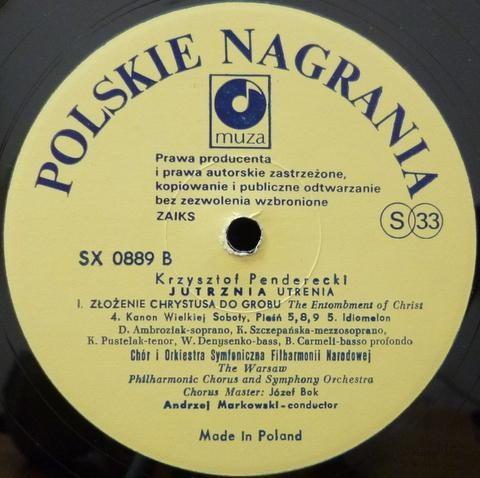 POLSKIE NAGRANIA
muza
Prawa producenta
i prawa autorskie zastrzeżone,
kopiowanie i publiczne odtwarzanie
bez zezwolenia wzbronione
ZAIKS
S 33
SX 0889 B
Krzysztof Penderecki
JUTRZNIA UTRENIA
I. ZŁOŻENIE CHRYSTUSA DO GROBU The Entombment of Christ
4. Kanon Wielkiej Soboty, Pieśń 5,8,9 5. Idiomelon
D. Ambroziak-soprano, K. Szczepańska-mezzosoprano,
K. Pustelak-tenor, W. Denysenko-bass, B. Carmeli-basso profondo
Chór i Orkiestra Symfoniczna Filharmonii Narodowej
The Warsaw
Philharmonic Chorus and Symphony Orchestra
Chorus Master: Józef Bok
Andrzej Markowski-conductor
Made in Poland